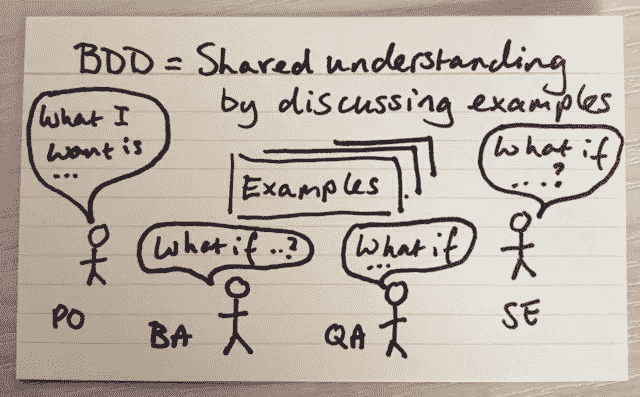 BDD = Shared understanding
by discussing examples
What I
want is
...
Examples
What if
....?
What if ..?
What if
...
PO
BA
QA
SE